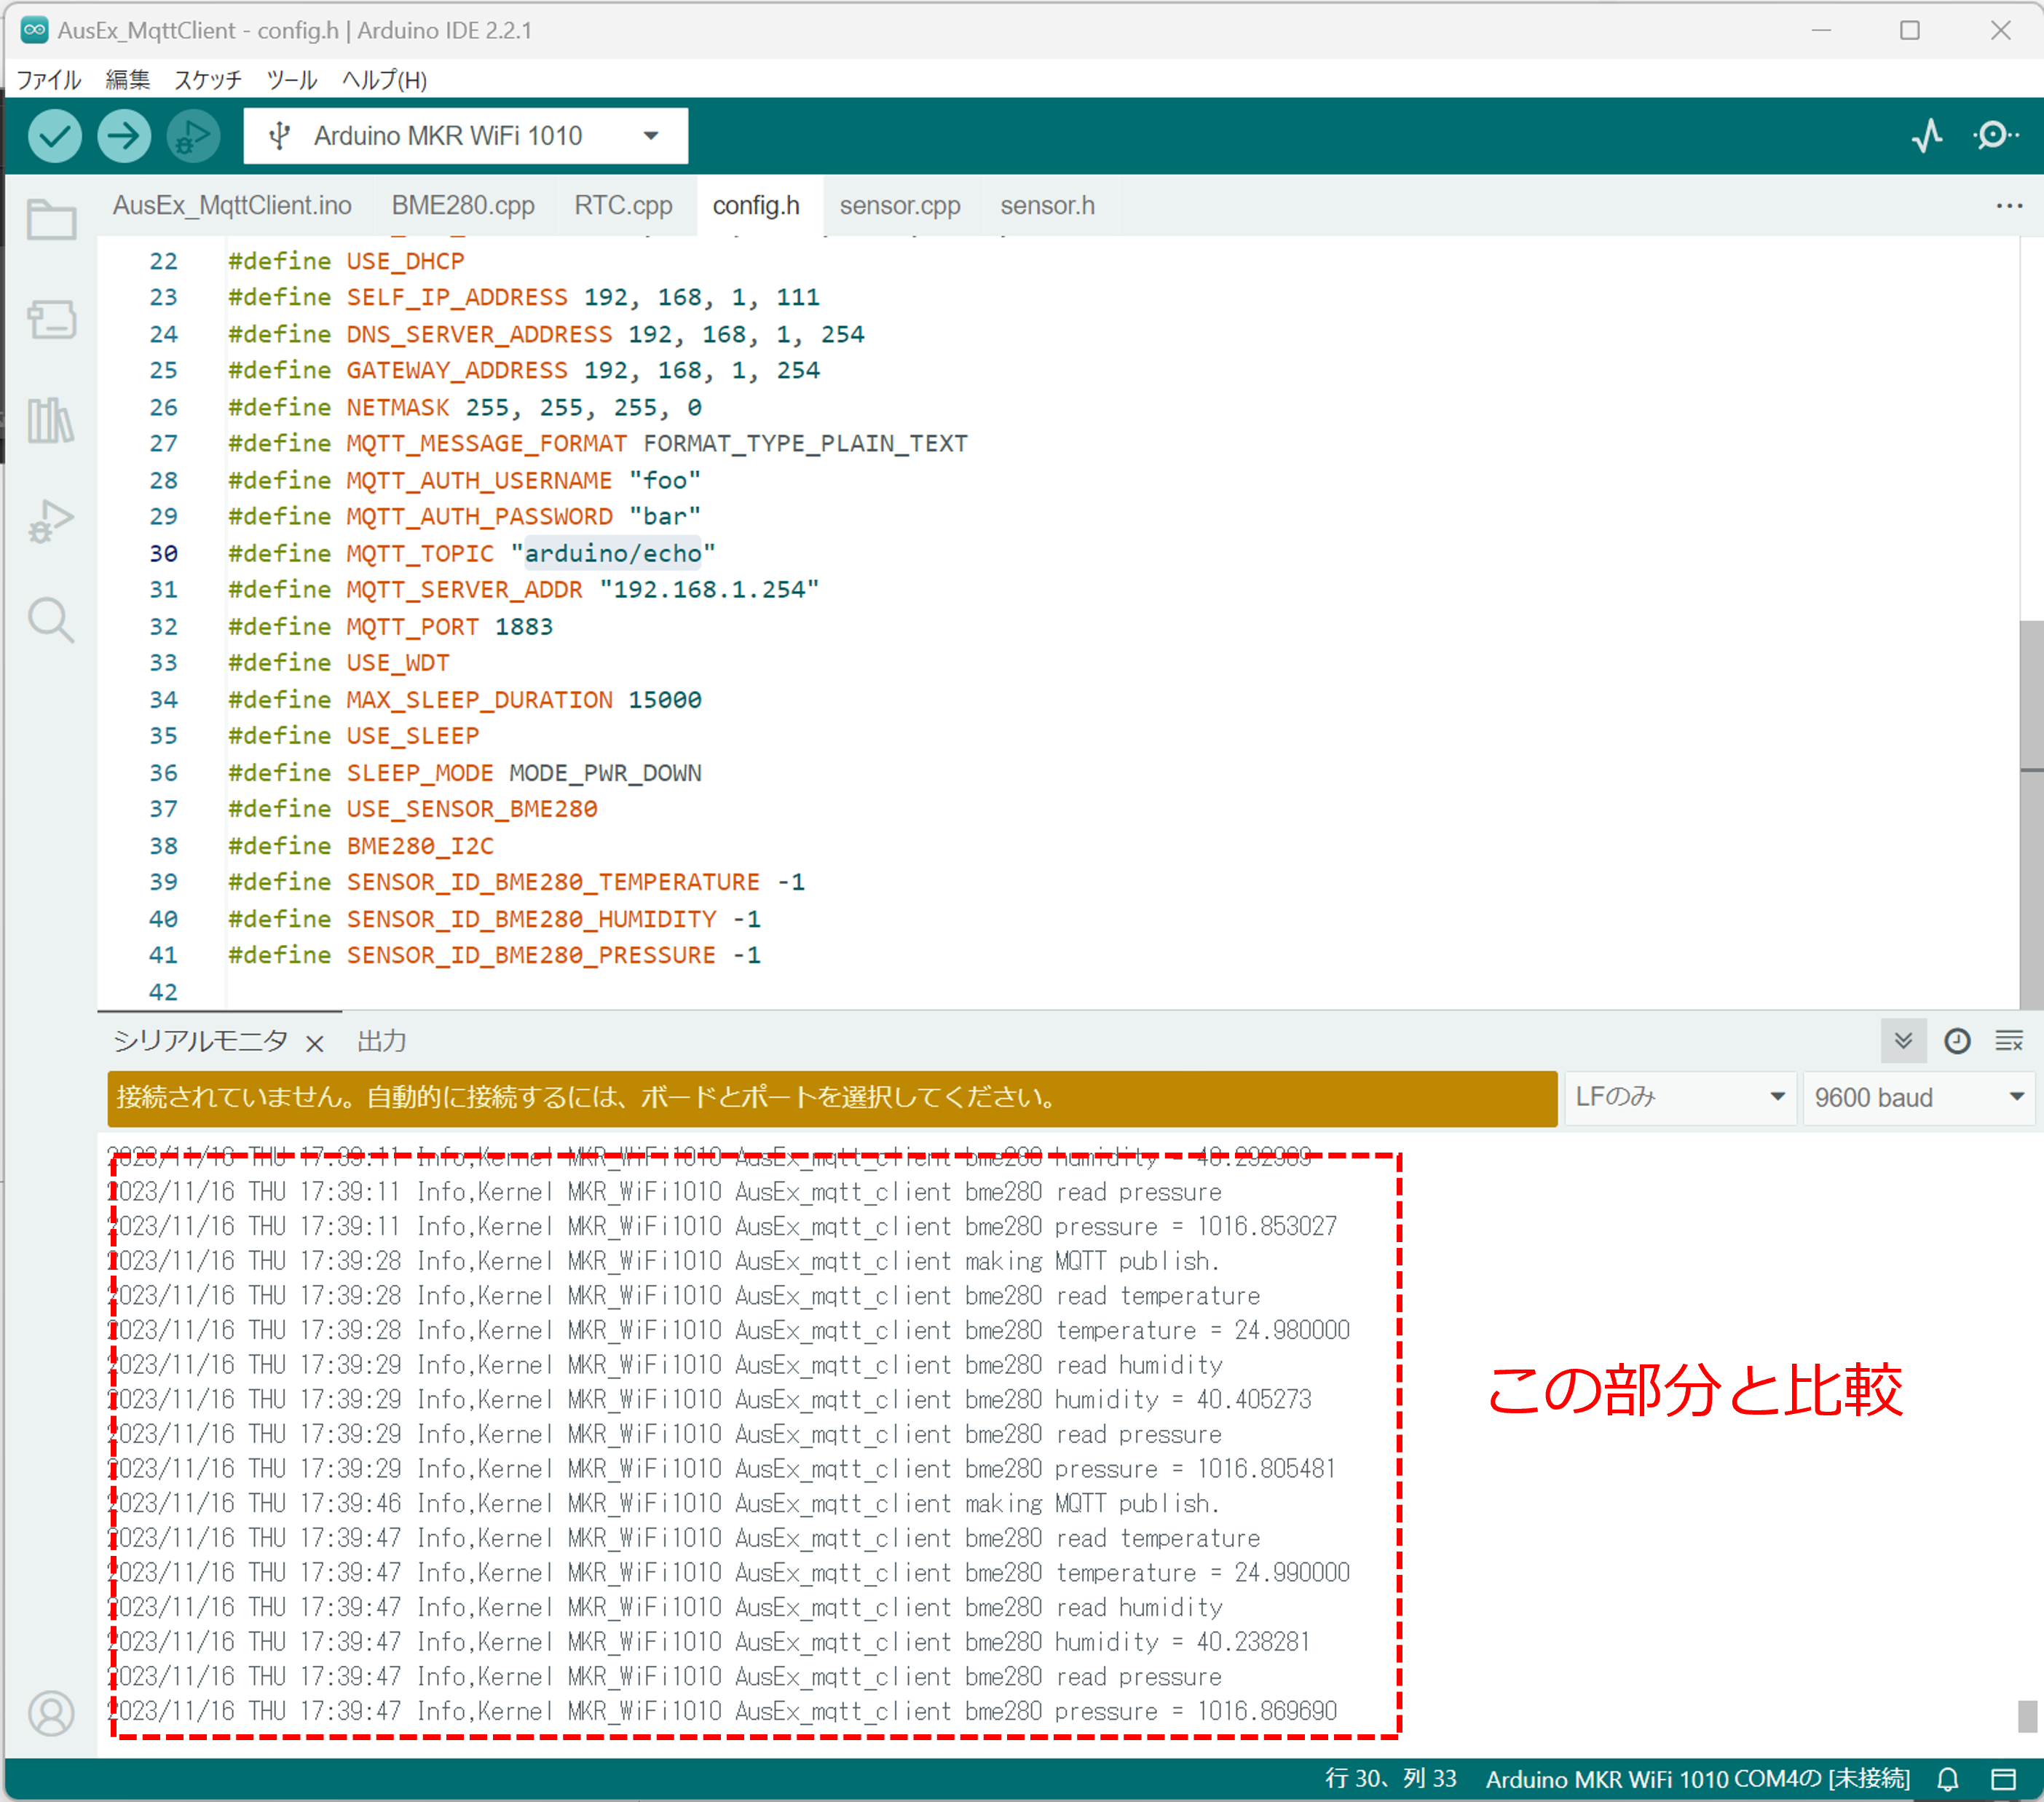 AusEx_MqttClient - config.h | Arduino IDE 2.2.1
ファイル 編集 スケッチ ツール ヘルプ(H)
Arduino MKR WiFi 1010
AusEx_MqttClient.ino BME280.cpp RTC.cpp config.h sensor.cpp sensor.h
22 #define USE_DHCP
23 #define SELF_IP_ADDRESS 192, 168, 1, 111
24 #define DNS_SERVER_ADDRESS 192, 168, 1, 254
25 #define GATEWAY_ADDRESS 192, 168, 1, 254
26 #define NETMASK 255, 255, 255, 0
27 #define MQTT_MESSAGE_FORMAT FORMAT_TYPE_PLAIN_TEXT
28 #define MQTT_AUTH_USERNAME "foo"
29 #define MQTT_AUTH_PASSWORD "bar"
30 #define MQTT_TOPIC "arduino/echo"
31 #define MQTT_SERVER_ADDR "192.168.1.254"
32 #define MQTT_PORT 1883
33 #define USE_WDT
34 #define MAX_SLEEP_DURATION 15000
35 #define USE_SLEEP
36 #define SLEEP_MODE MODE_PWR_DOWN
37 #define USE_SENSOR_BME280
38 #define BME280_I2C
39 #define SENSOR_ID_BME280_TEMPERATURE -1
40 #define SENSOR_ID_BME280_HUMIDITY -1
41 #define SENSOR_ID_BME280_PRESSURE -1
42
シリアルモニタ 出力
接続されていません。自動的に接続するには、ボードとポートを選択してください。 LFのみ 9600 baud
2023/11/16 THU 17:39:11 Info,Kernel MKR_WiFi1010 AusEx_mqtt_client bme280 humidity =
2023/11/16 THU 17:39:11 Info,Kernel MKR_WiFi1010 AusEx_mqtt_client bme280 read pressure
2023/11/16 THU 17:39:11 Info,Kernel MKR_WiFi1010 AusEx_mqtt_client bme280 pressure = 1016.853027
2023/11/16 THU 17:39:28 Info,Kernel MKR_WiFi1010 AusEx_mqtt_client making MQTT publish.
2023/11/16 THU 17:39:28 Info,Kernel MKR_WiFi1010 AusEx_mqtt_client bme280 read temperature
2023/11/16 THU 17:39:28 Info,Kernel MKR_WiFi1010 AusEx_mqtt_client bme280 temperature = 24.980000
2023/11/16 THU 17:39:29 Info,Kernel MKR_WiFi1010 AusEx_mqtt_client bme280 read humidity
2023/11/16 THU 17:39:29 Info,Kernel MKR_WiFi1010 AusEx_mqtt_client bme280 humidity = 40.405273
2023/11/16 THU 17:39:29 Info,Kernel MKR_WiFi1010 AusEx_mqtt_client bme280 read pressure
2023/11/16 THU 17:39:29 Info,Kernel MKR_WiFi1010 AusEx_mqtt_client bme280 pressure = 1016.805481
2023/11/16 THU 17:39:46 Info,Kernel MKR_WiFi1010 AusEx_mqtt_client making MQTT publish.
2023/11/16 THU 17:39:47 Info,Kernel MKR_WiFi1010 AusEx_mqtt_client bme280 read temperature
2023/11/16 THU 17:39:47 Info,Kernel MKR_WiFi1010 AusEx_mqtt_client bme280 temperature = 24.990000
2023/11/16 THU 17:39:47 Info,Kernel MKR_WiFi1010 AusEx_mqtt_client bme280 read humidity
2023/11/16 THU 17:39:47 Info,Kernel MKR_WiFi1010 AusEx_mqtt_client bme280 humidity = 40.238281
2023/11/16 THU 17:39:47 Info,Kernel MKR_WiFi1010 AusEx_mqtt_client bme280 read pressure
2023/11/16 THU 17:39:47 Info,Kernel MKR_WiFi1010 AusEx_mqtt_client bme280 pressure = 1016.869690
この部分と比較
行 30、列 33 Arduino MKR WiFi 1010 COM4の [未接続]